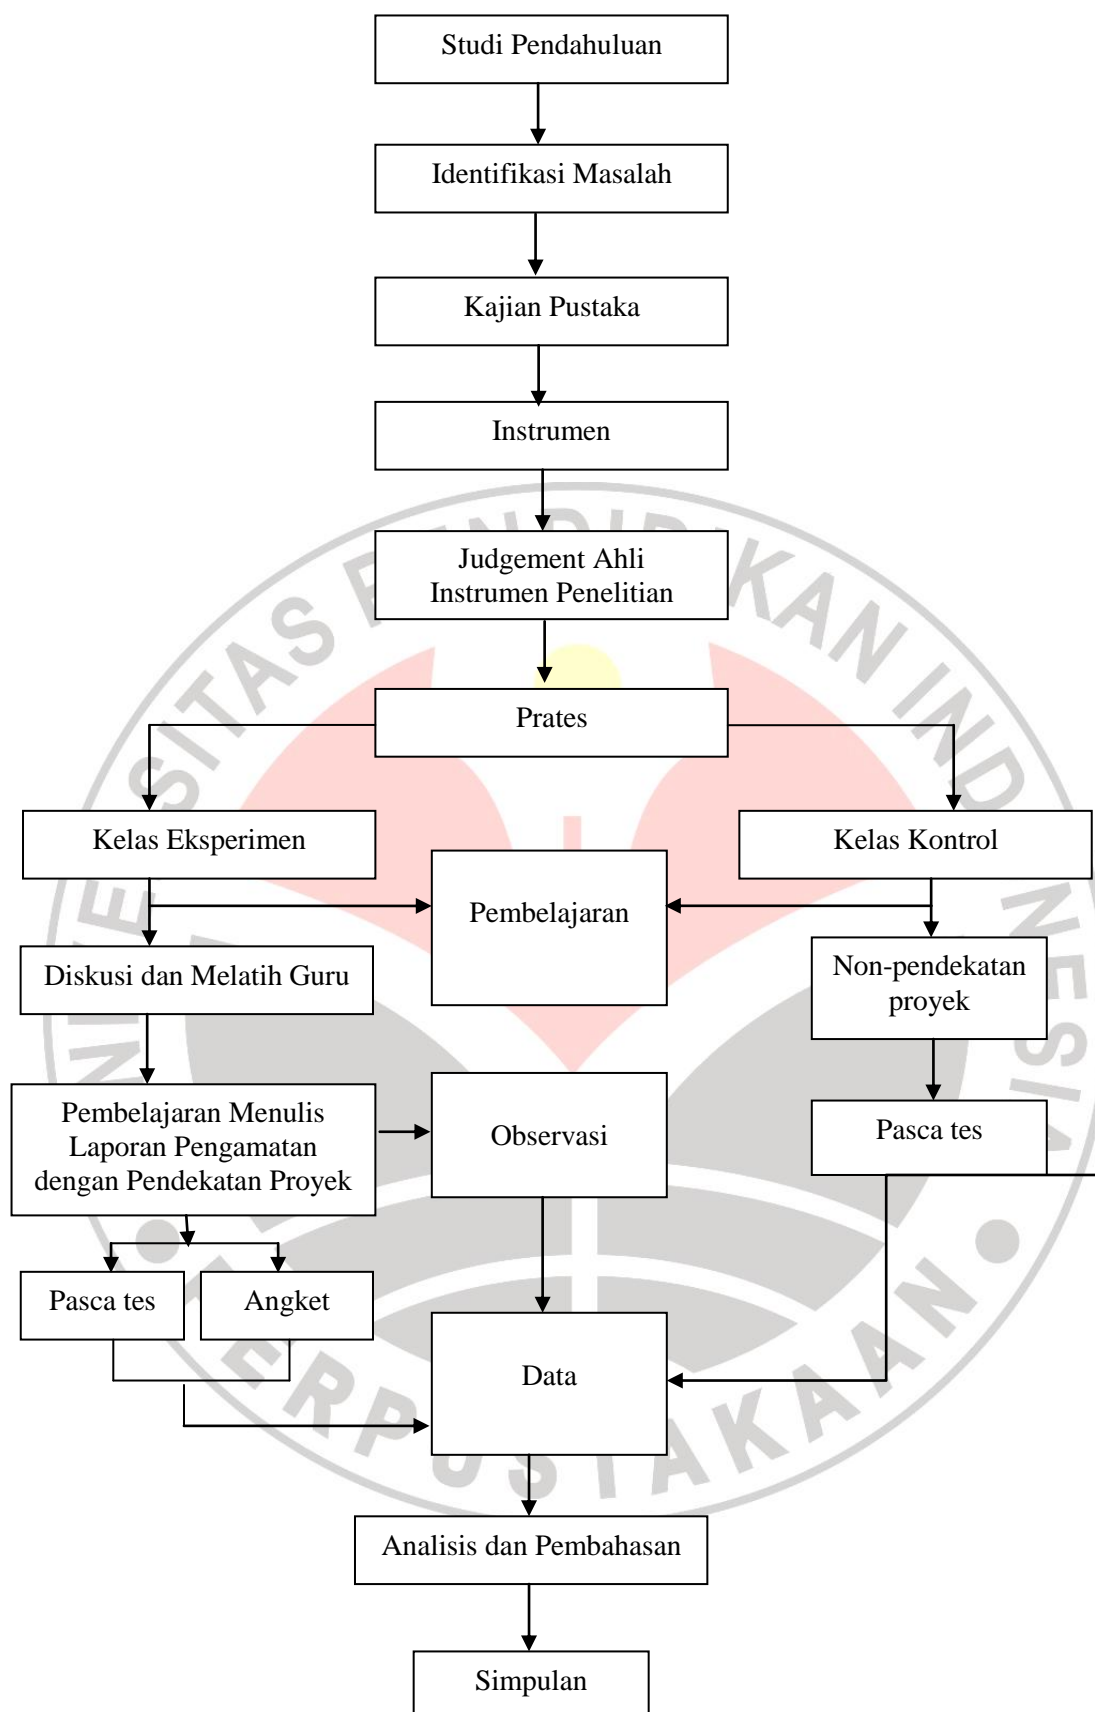 Studi Pendahuluan
Identifikasi Masalah
Kajian Pustaka
Instrumen
Judgement Ahli
Instrumen Penelitian
Prates
Kelas Eksperimen
Kelas Kontrol
Pembelajaran
Diskusi dan Melatih Guru
Non-pendekatan
proyek
Pembelajaran Menulis
Laporan Pengamatan
dengan Pendekatan Proyek
Observasi
Pasca tes
Pasca tes
Angket
Data
Analisis dan Pembahasan
Simpulan